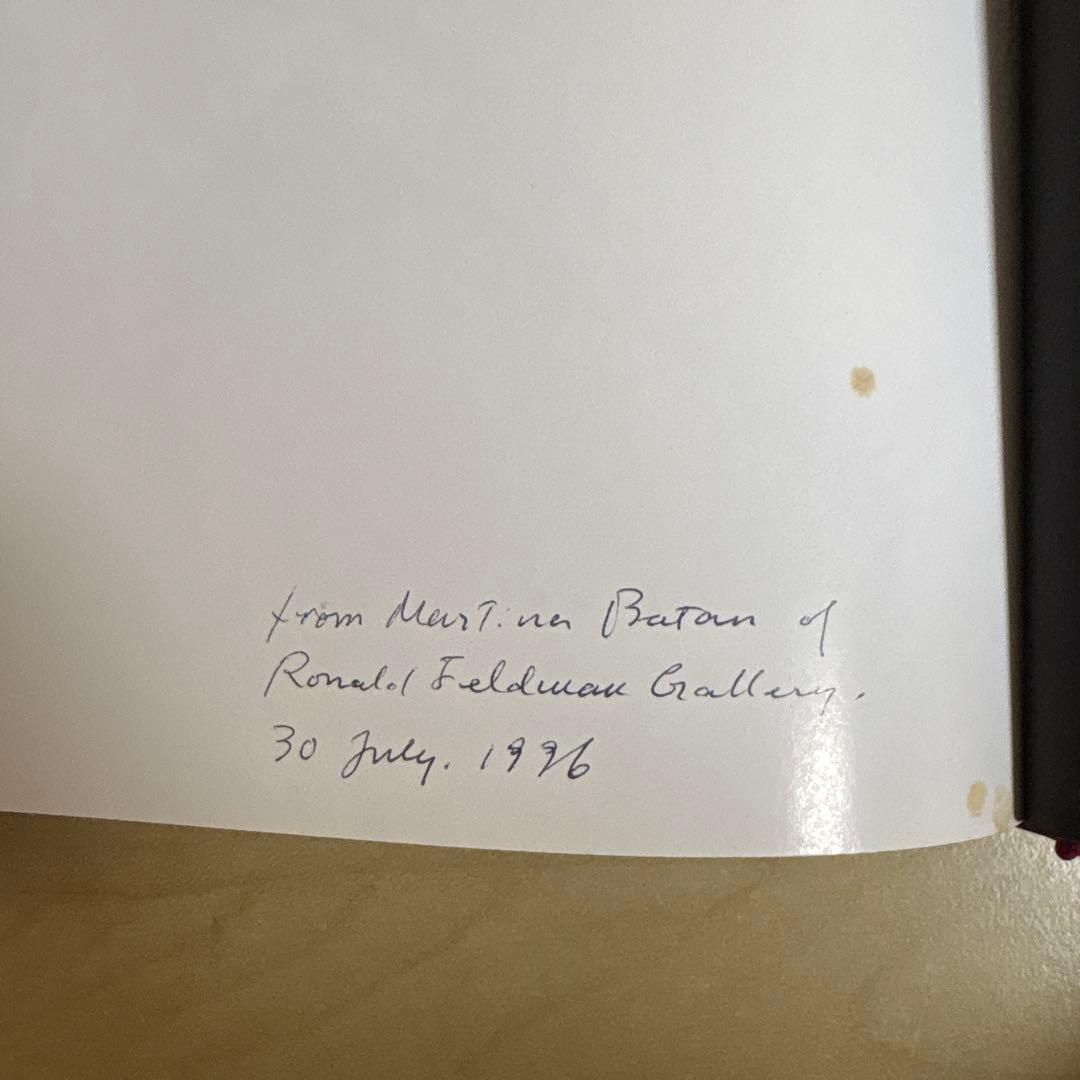 from Martina Batan of
Ronald Feldman Gallery.
30 July. 1996